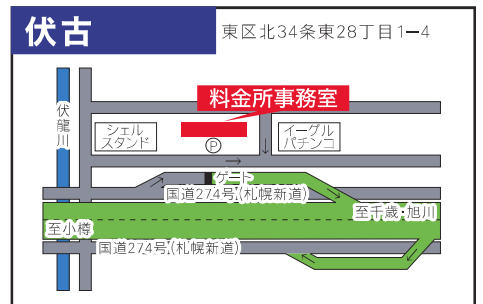 伏古
東区北34条東28丁目1-4
料金所事務室
伏龍川
シェル
スタンド
イーグル
パチンコ
P
ゲート
国道274号(札幌新道)
至千歳・旭川
至小樽
国道274号(札幌新道)